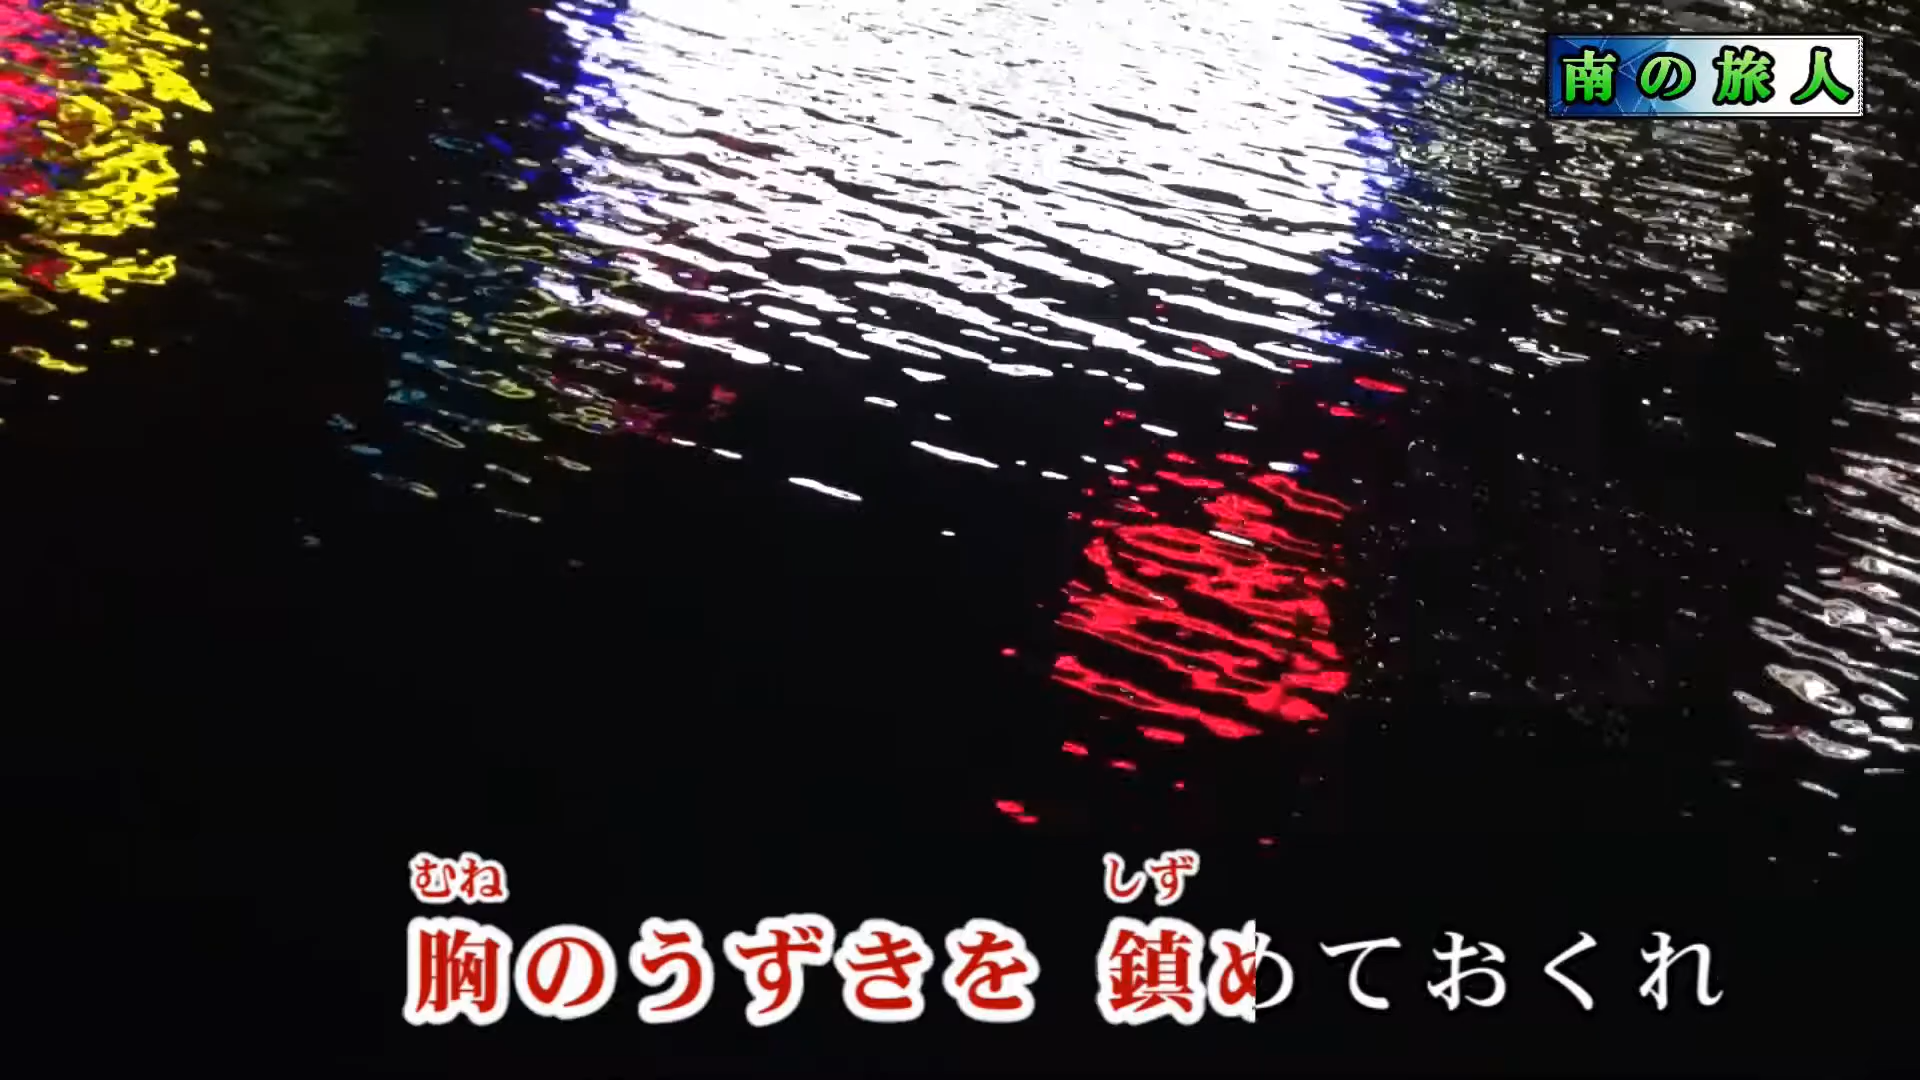 南の旅人
むね しず
胸のうずきを 鎮めておくれ